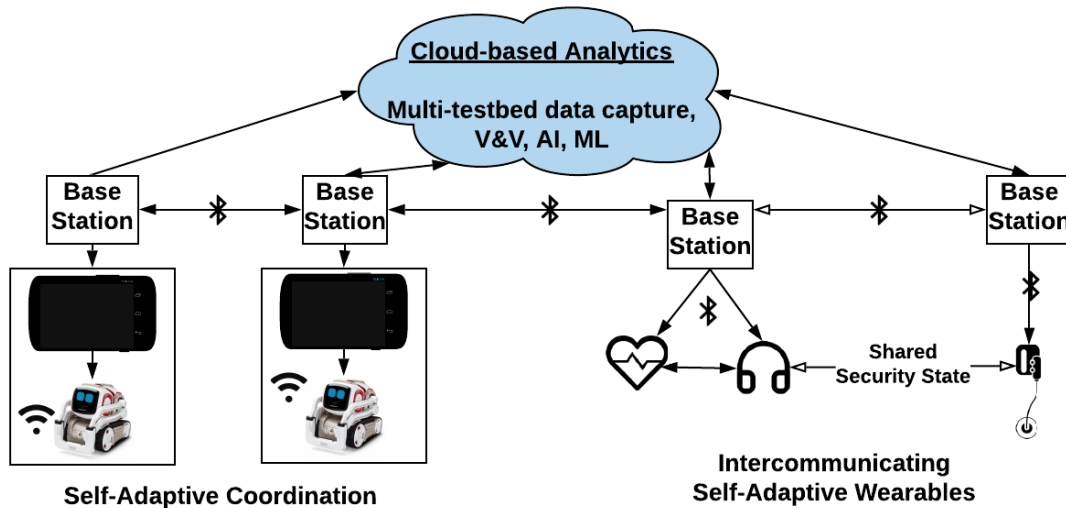 Cloud-based Analytics
Multi-testbed data capture,
V&V, AI, ML
Base
Station
Base
Station
Base
Station
Base
Station
Shared
Security State
Self-Adaptive Coordination
Intercommunicating
Self-Adaptive Wearables